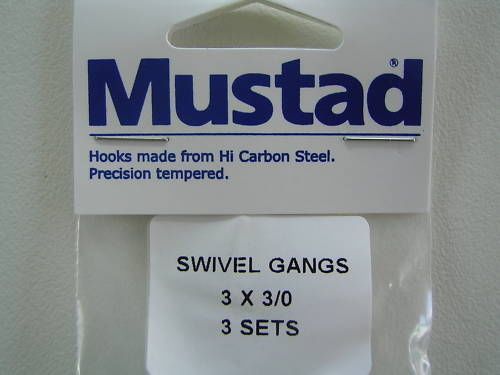 Mustad®
Hooks made from Hi Carbon Steel.
Precision tempered.
SWIVEL GANGS
3 X 3/0
3 SETS